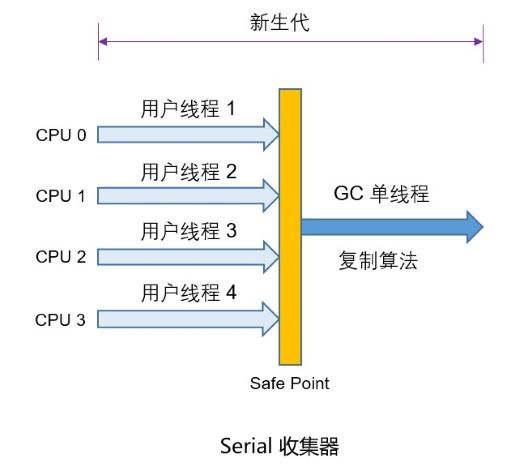 新生代
用户线程 1
CPU 0
用户线程 2
CPU 1
GC 单线程
用户线程 3
CPU 2
复制算法
用户线程 4
CPU 3
Safe Point
Serial 收集器